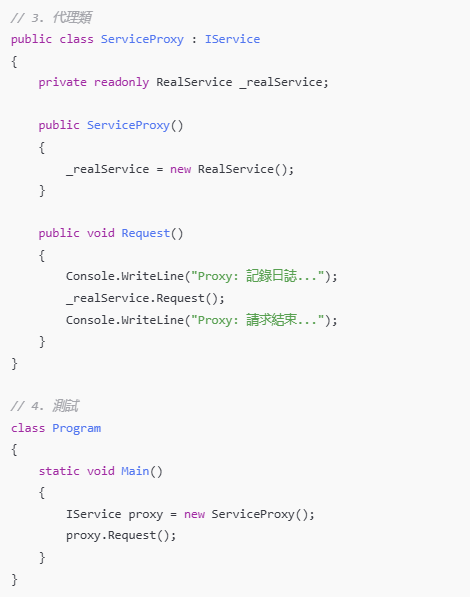 // 3. 代理類
public class ServiceProxy : IService
{
    private readonly RealService _realService;

    public ServiceProxy()
    {
        _realService = new RealService();
    }

    public void Request()
    {
        Console.WriteLine("Proxy: 記錄日誌...");
        _realService.Request();
        Console.WriteLine("Proxy: 請求結束...");
    }
}

// 4. 測試
class Program
{
    static void Main()
    {
        IService proxy = new ServiceProxy();
        proxy.Request();
    }
}